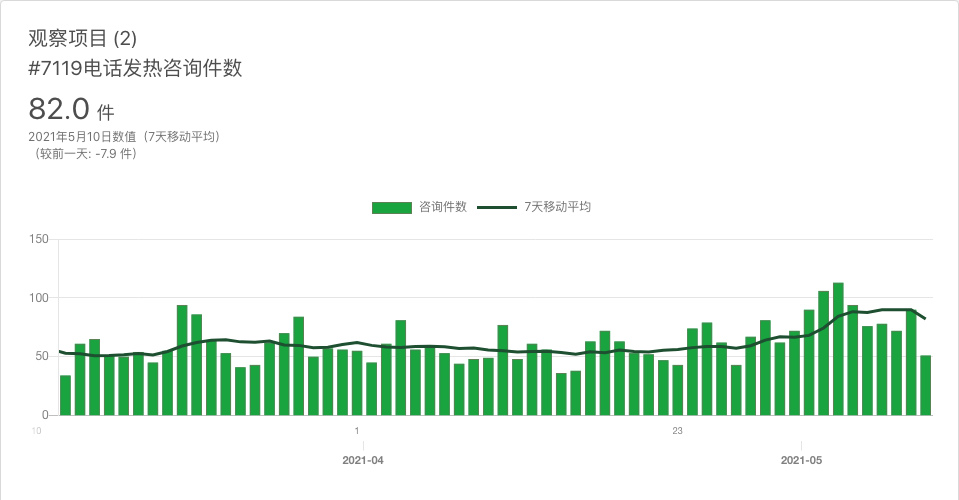 观察项目 (2)
#7119电话发热咨询件数
82.0 件
2021年5月10日数值（7天移动平均）
（较前一天: -7.9 件）
咨询件数 7天移动平均
150
100
50
0
10 1 23
2021-04 2021-05